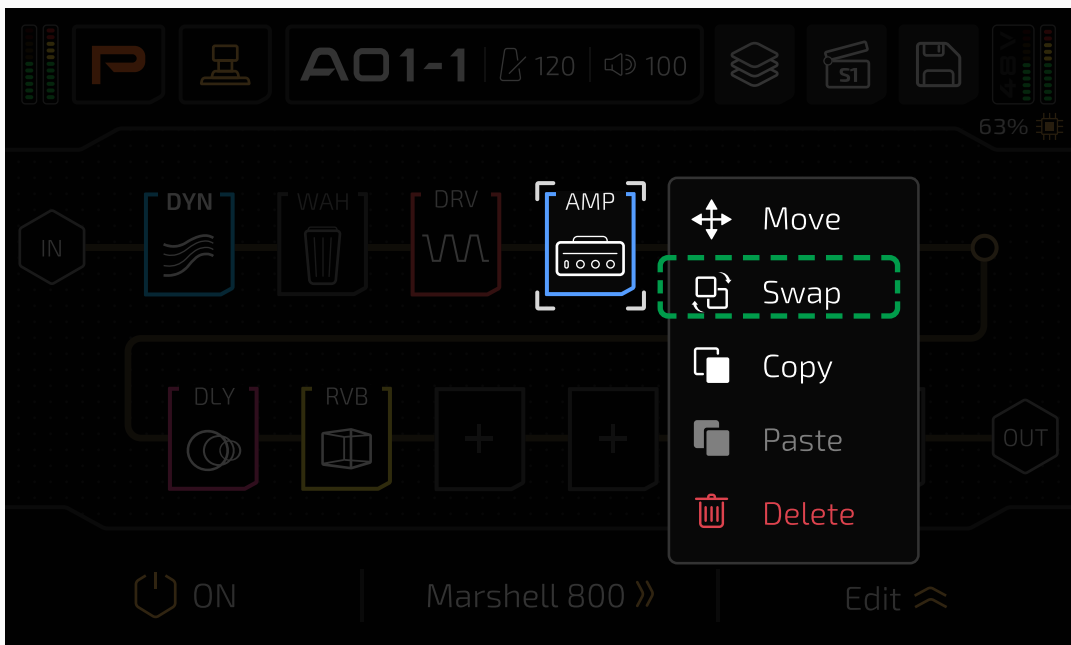 A01-1 120 100 S1 48V
63%
IN
DYN
WAH
DRV
AMP
Move
Swap
Copy
Paste
Delete
DLY
RVB
OUT
ON
Marshell 800
Edit